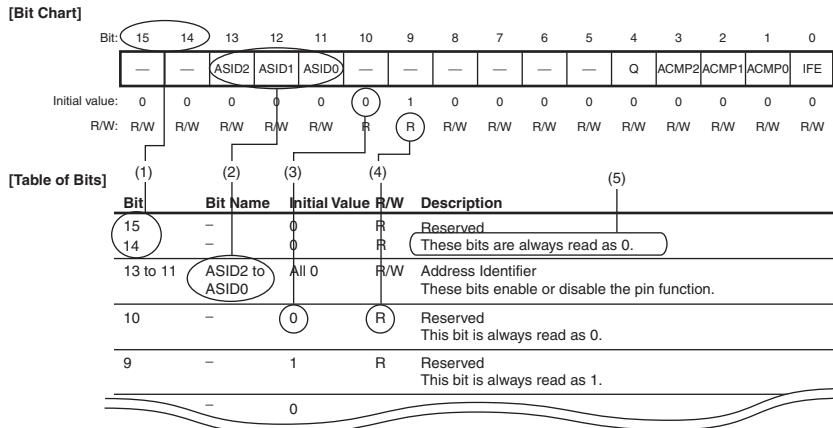 [Bit Chart]
Bit: 15 14 13 12 11 10 9 8 7 6 5 4 3 2 1 0
— — ASID2 ASID1 ASID0 — — — — — — Q ACMP2 ACMP1 ACMP0 IFE
Initial value: 0 0 0 0 0 0 1 0 0 0 0 0 0 0 0 0
R/W: R/W R/W R/W R/W R/W R R R/W R/W R/W R/W R/W R/W R/W R/W R/W
[Table of Bits] (1) (2) (3) (4) (5)
Bit Bit Name Initial Value R/W Description
15 – 0 R Reserved
14 – 0 R These bits are always read as 0.
13 to 11 ASID2 to All 0 R/W Address Identifier
ASID0 These bits enable or disable the pin function.
10 – 0 R Reserved
This bit is always read as 0.
9 – 1 R Reserved
This bit is always read as 1.
– 0